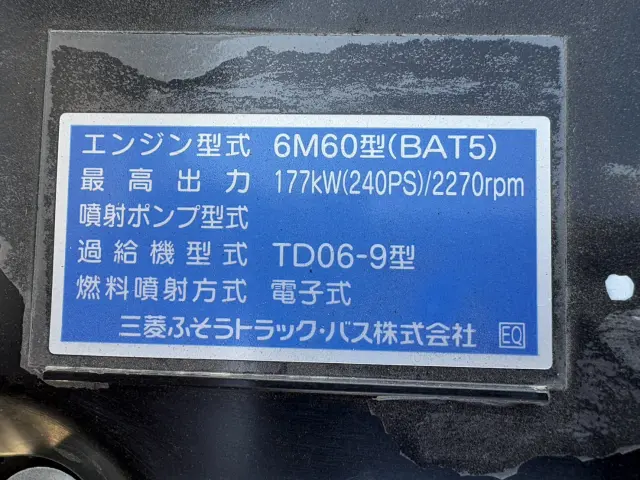 エンジン型式 6M60型(BAT5)
最高出力 177kW(240PS)/2270rpm
噴射ポンプ型式
過給機型式 TD06-9型
燃料噴射方式 電子式
三菱ふそうトラック・バス株式会社 EQ